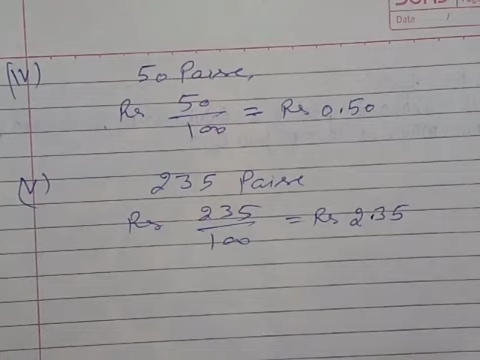 Date /
(iv) 50 Paise,
Rs 50/100 = Rs 0.50
(v) 235 Paise
Rs 235/100 = Rs 2.35